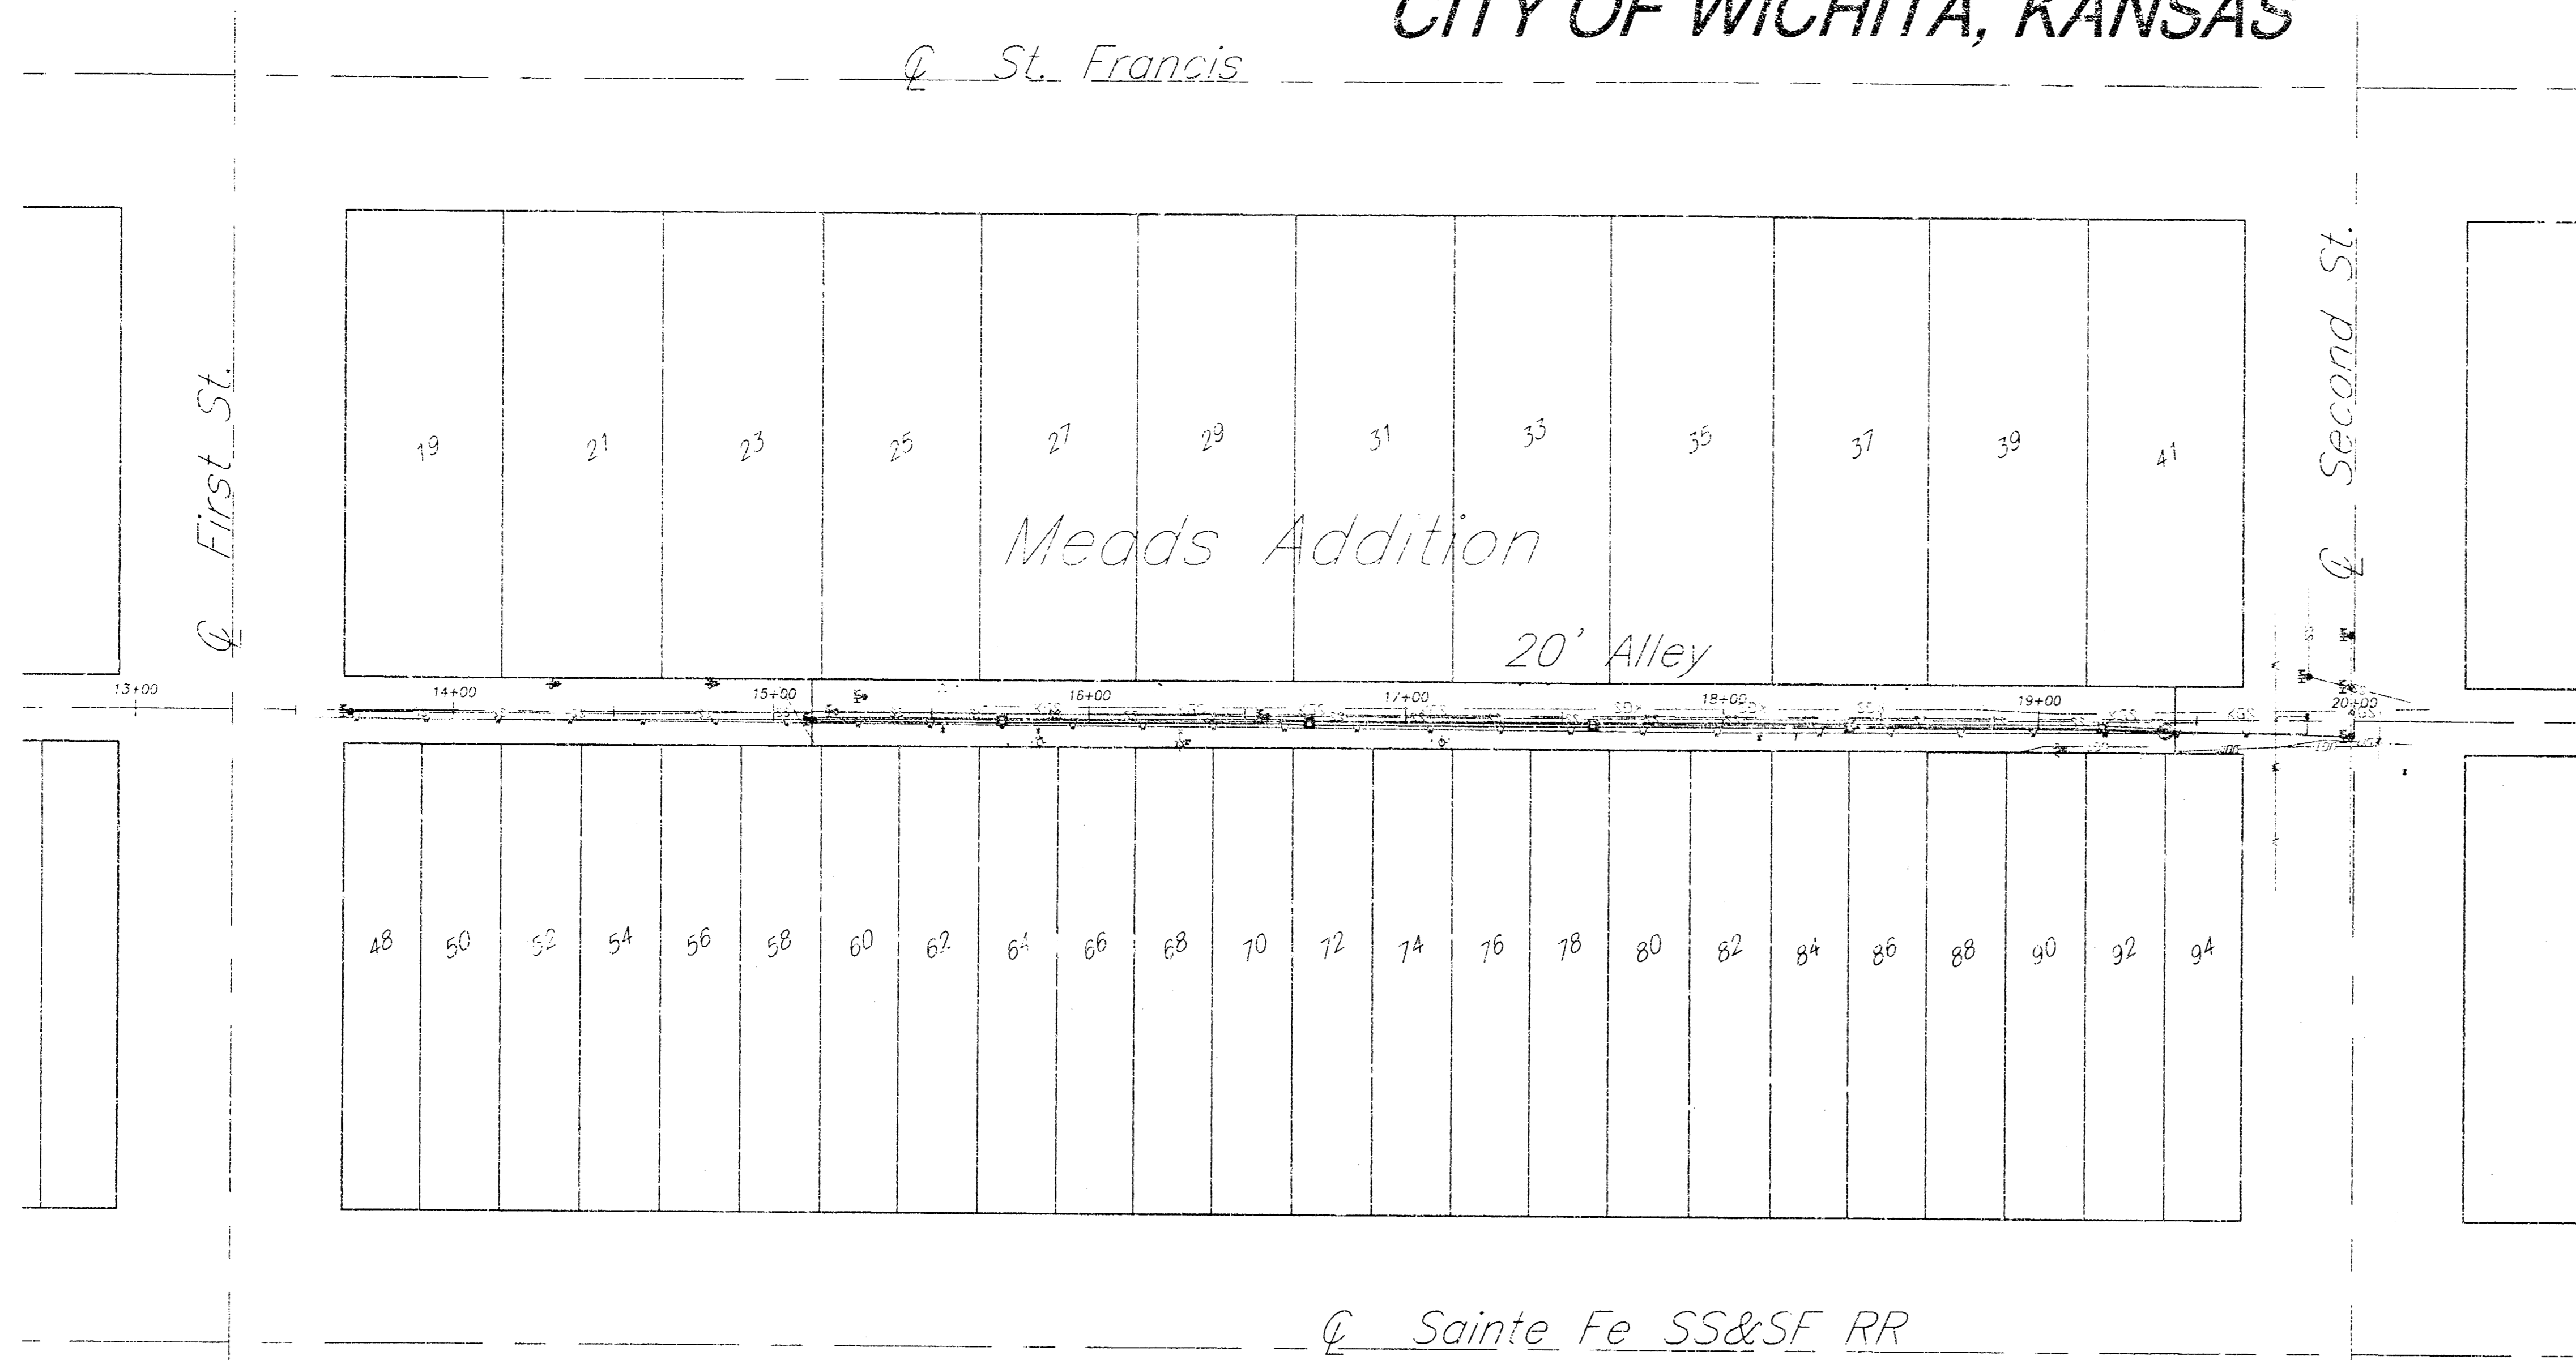 CITY OF WICHITA, KANSAS
℄ St. Francis
℄ First St.
℄ Second St.
19 21 23 25 27 29 31 33 35 37 39 41
Meads Addition
20' Alley
13+00 14+00 15+00 16+00 17+00 18+00 19+00 20+00
48 50 52 54 56 58 60 62 64 66 68 70 72 74 76 78 80 82 84 86 88 90 92 94
℄ Sainte Fe SS&SF RR